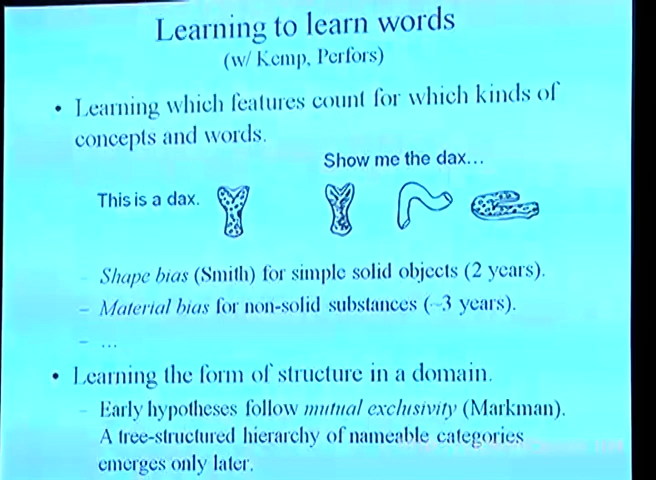 Learning to learn words
(w/ Kemp, Perfors)
• Learning which features count for which kinds of
concepts and words.
Show me the dax...
This is a dax.
– Shape bias (Smith) for simple solid objects (2 years).
– Material bias for non-solid substances (~3 years).
– ...
• Learning the form of structure in a domain.
– Early hypotheses follow mutual exclusivity (Markman).
A tree-structured hierarchy of nameable categories
emerges only later.